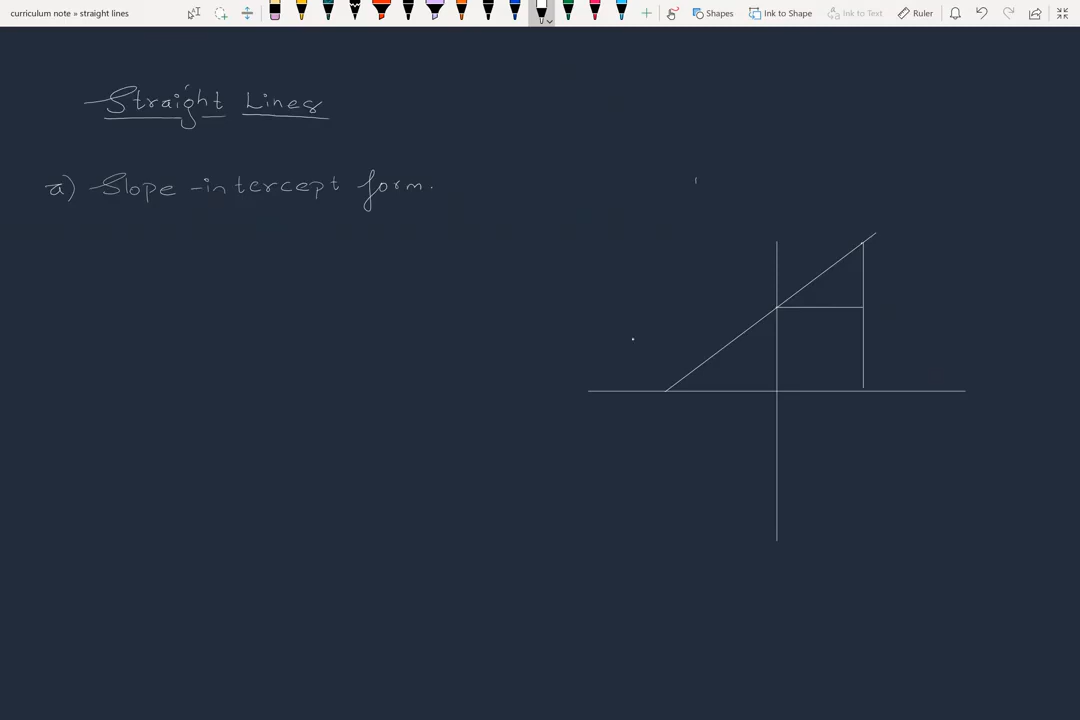 curriculum note » straight lines
Shapes
Ink to Shape
Ink to Text
Ruler
Straight Lines
a) Slope-intercept form.